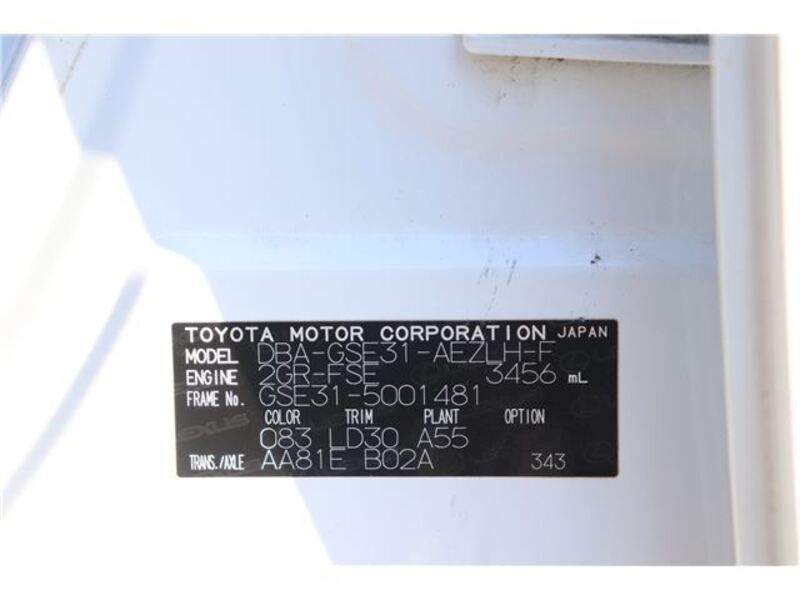 TOYOTA MOTOR CORPORATION JAPAN
MODEL DBA-GSE31-AEZLH-F
ENGINE 2GR-FSE 3456 mL
FRAME No. GSE31-5001481
COLOR TRIM PLANT OPTION
083 LD30 A55
TRANS./AXLE AA81E B02A 343